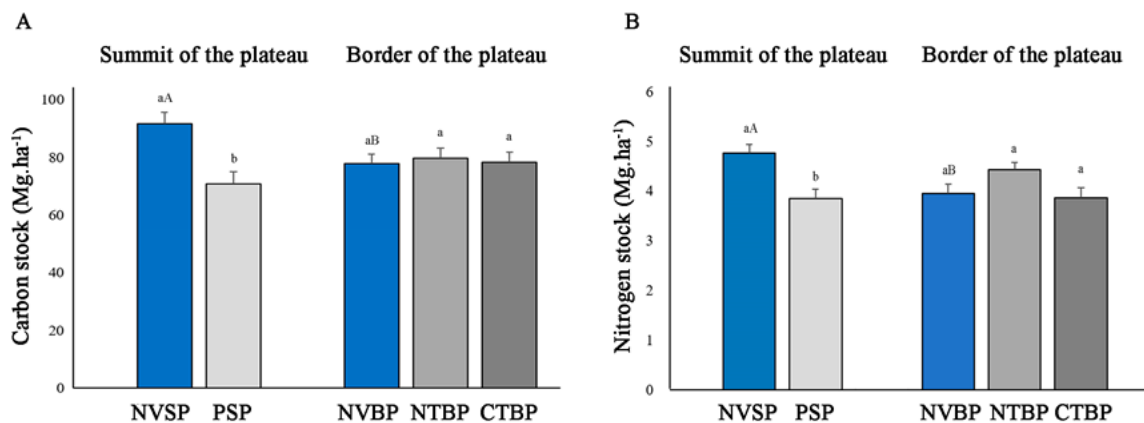 A
Summit of the plateau Border of the plateau
Carbon stock (Mg.ha⁻¹)
100
80
60
40
20
0
aA
b
aB
a
a
NVSP PSP NVBP NTBP CTBP
B
Summit of the plateau Border of the plateau
Nitrogen stock (Mg.ha⁻¹)
6
5
4
3
2
1
0
aA
b
aB
a
a
NVSP PSP NVBP NTBP CTBP